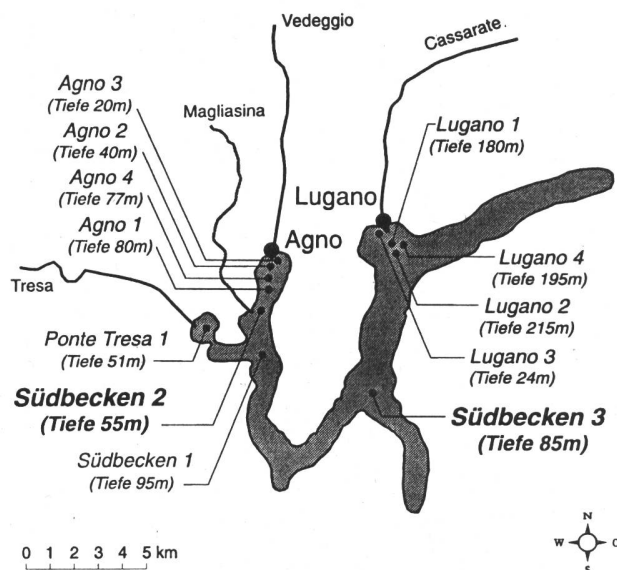 Vedeggio
Cassarate
Agno 3
(Tiefe 20m)
Magliasina
Agno 2
(Tiefe 40m)
Lugano 1
(Tiefe 180m)
Agno 4
(Tiefe 77m)
Lugano
Agno 1
(Tiefe 80m)
Agno
Lugano 4
(Tiefe 195m)
Tresa
Lugano 2
(Tiefe 215m)
Ponte Tresa 1
(Tiefe 51m)
Lugano 3
(Tiefe 24m)
Südbecken 2
(Tiefe 55m)
Südbecken 3
(Tiefe 85m)
Südbecken 1
(Tiefe 95m)
N
W
O
S
0 1 2 3 4 5 km